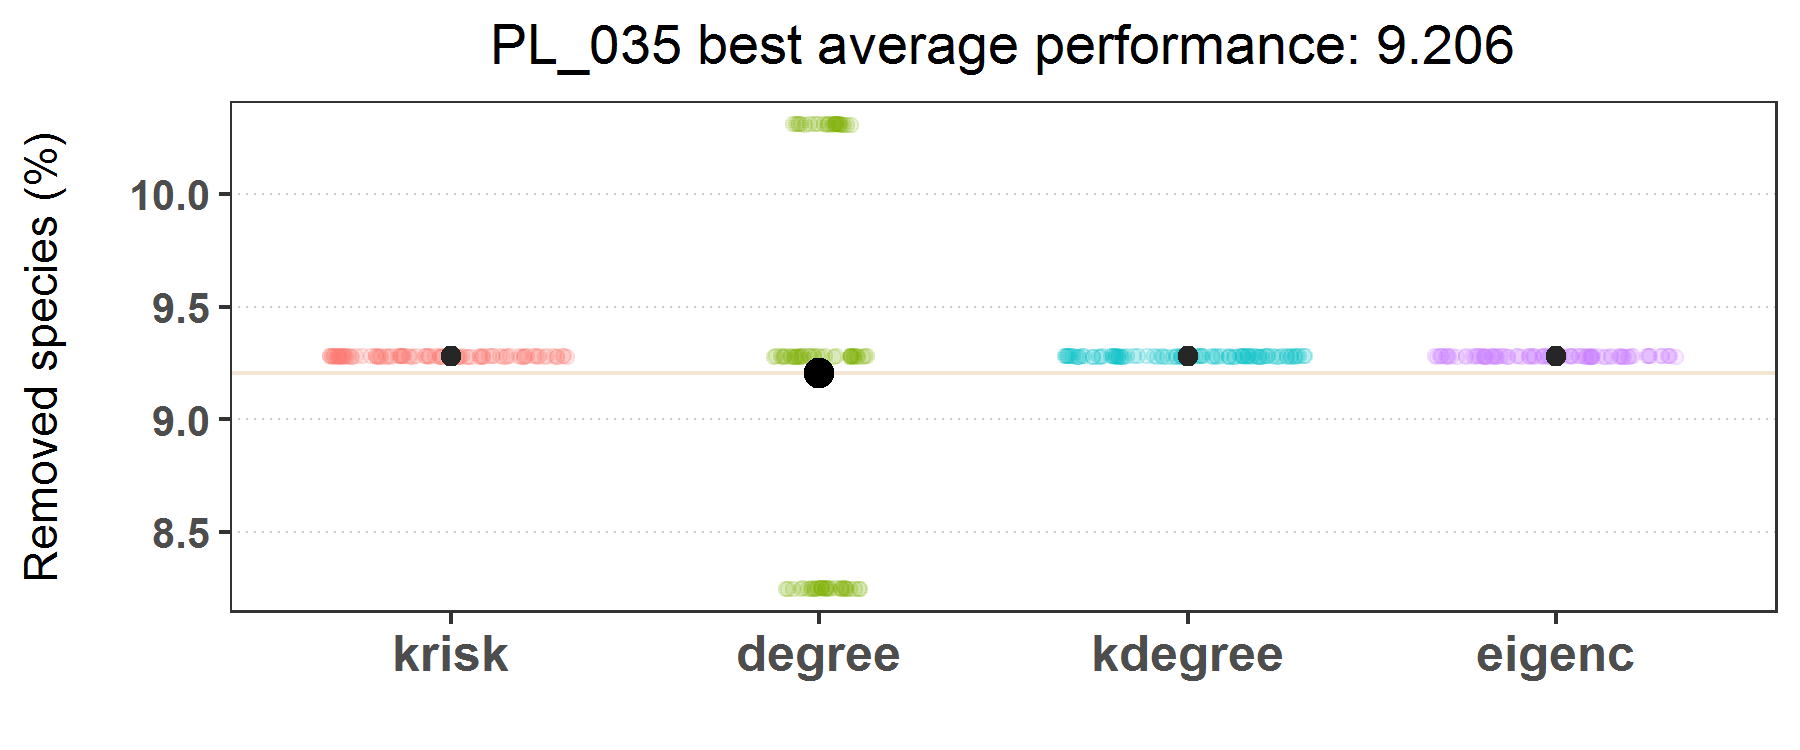 PL_035 best average performance: 9.206
Removed species (%)
10.0
9.5
9.0
8.5
krisk degree kdegree eigenc